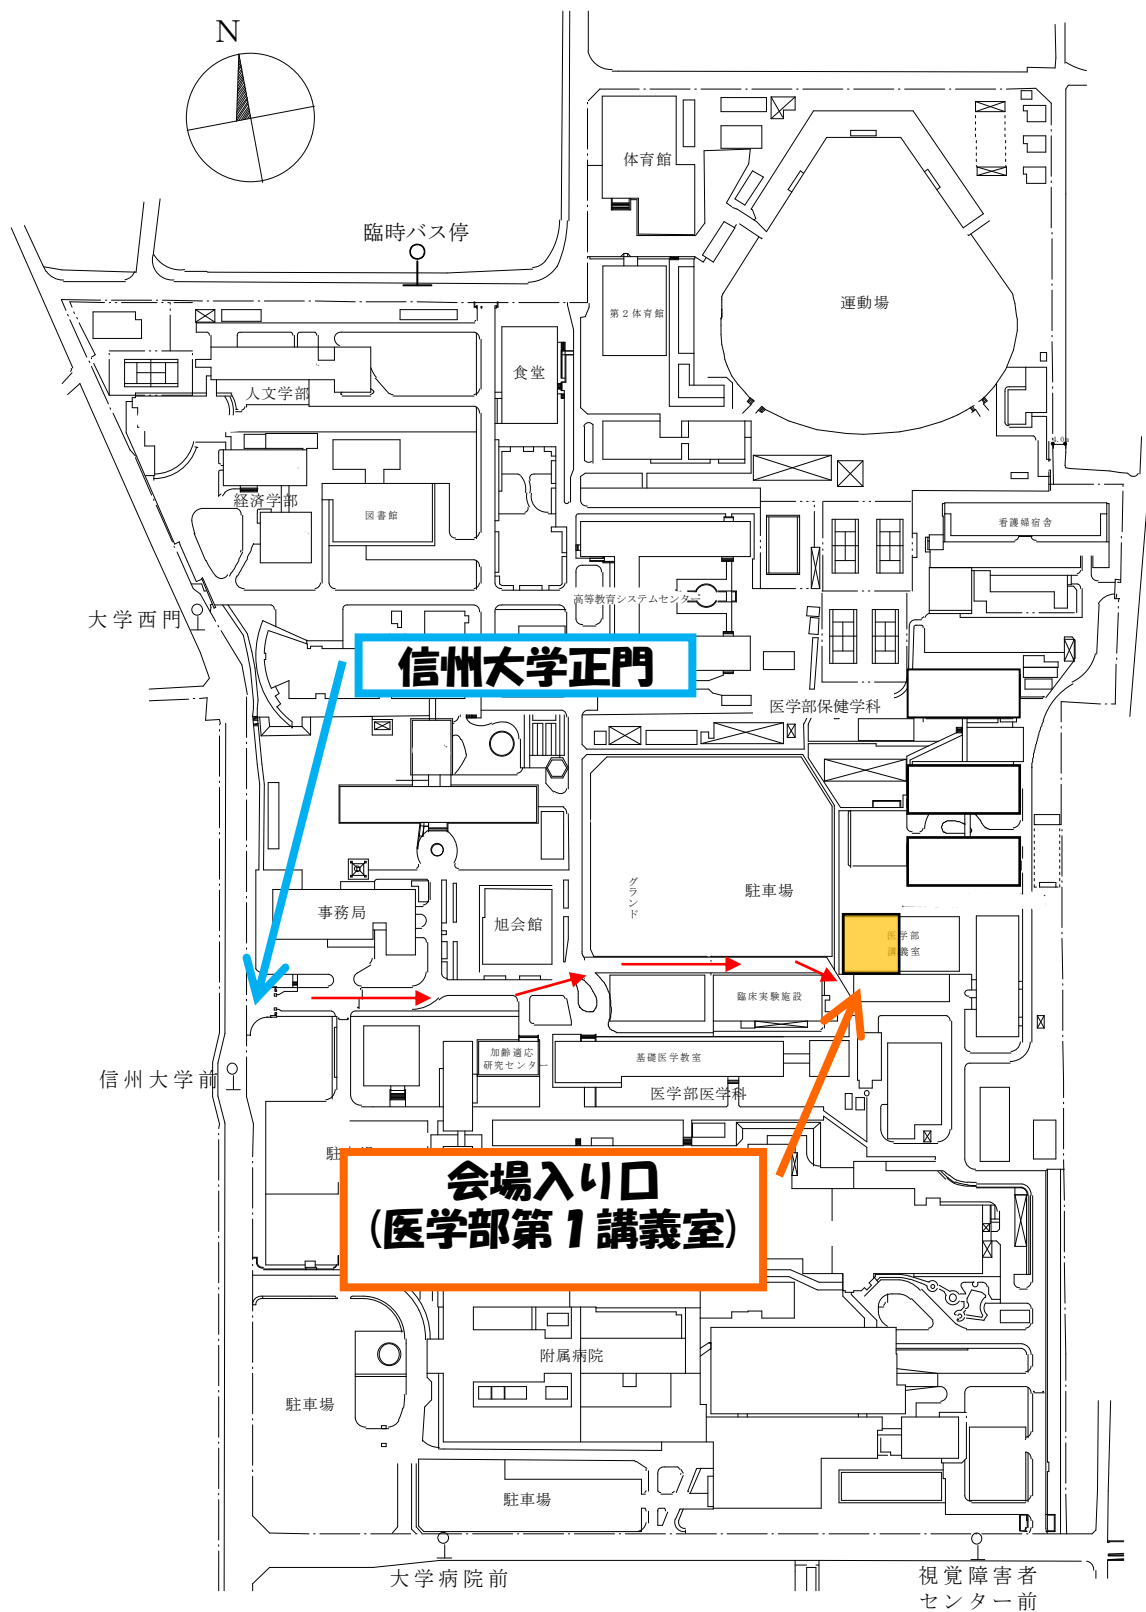 N
体育館
臨時バス停
運動場
第２体育館
食堂
人文学部
経済学部
図書館
看護婦宿舎
高等教育システムセンター
大学西門
信州大学正門
医学部保健学科
グランド
駐車場
事務局
旭会館
医学部
講義室
臨床実験施設
加齢適応
研究センター
基礎医学教室
信州大学前
医学部医学科
会場入り口
(医学部第１講義室)
附属病院
駐車場
駐車場
大学病院前
視覚障害者
センター前